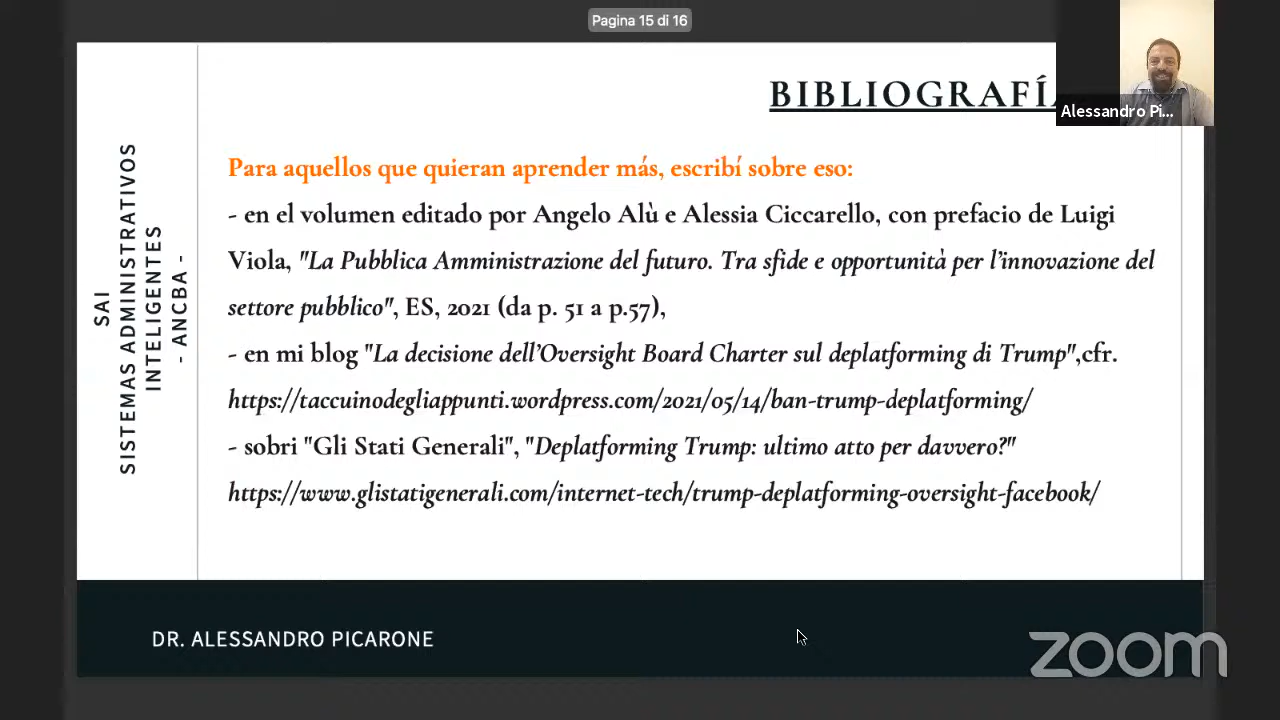 Pagina 15 di 16
BIBLIOGRAFÍA
Alessandro Pi...
SAI
SISTEMAS ADMINISTRATIVOS
INTELIGENTES
- ANCBA -
Para aquellos que quieran aprender más, escribí sobre eso:
- en el volumen editado por Angelo Alù e Alessia Ciccarello, con prefacio de Luigi
Viola, "La Pubblica Amministrazione del futuro. Tra sfide e opportunità per l'innovazione del
settore pubblico", ES, 2021 (da p. 51 a p.57),
- en mi blog "La decisione dell'Oversight Board Charter sul deplatforming di Trump",cfr.
https://taccuinodegliappunti.wordpress.com/2021/05/14/ban-trump-deplatforming/
- sobri "Gli Stati Generali", "Deplatforming Trump: ultimo atto per davvero?"
https://www.glistatigenerali.com/internet-tech/trump-deplatforming-oversight-facebook/
DR. ALESSANDRO PICARONE
zoom